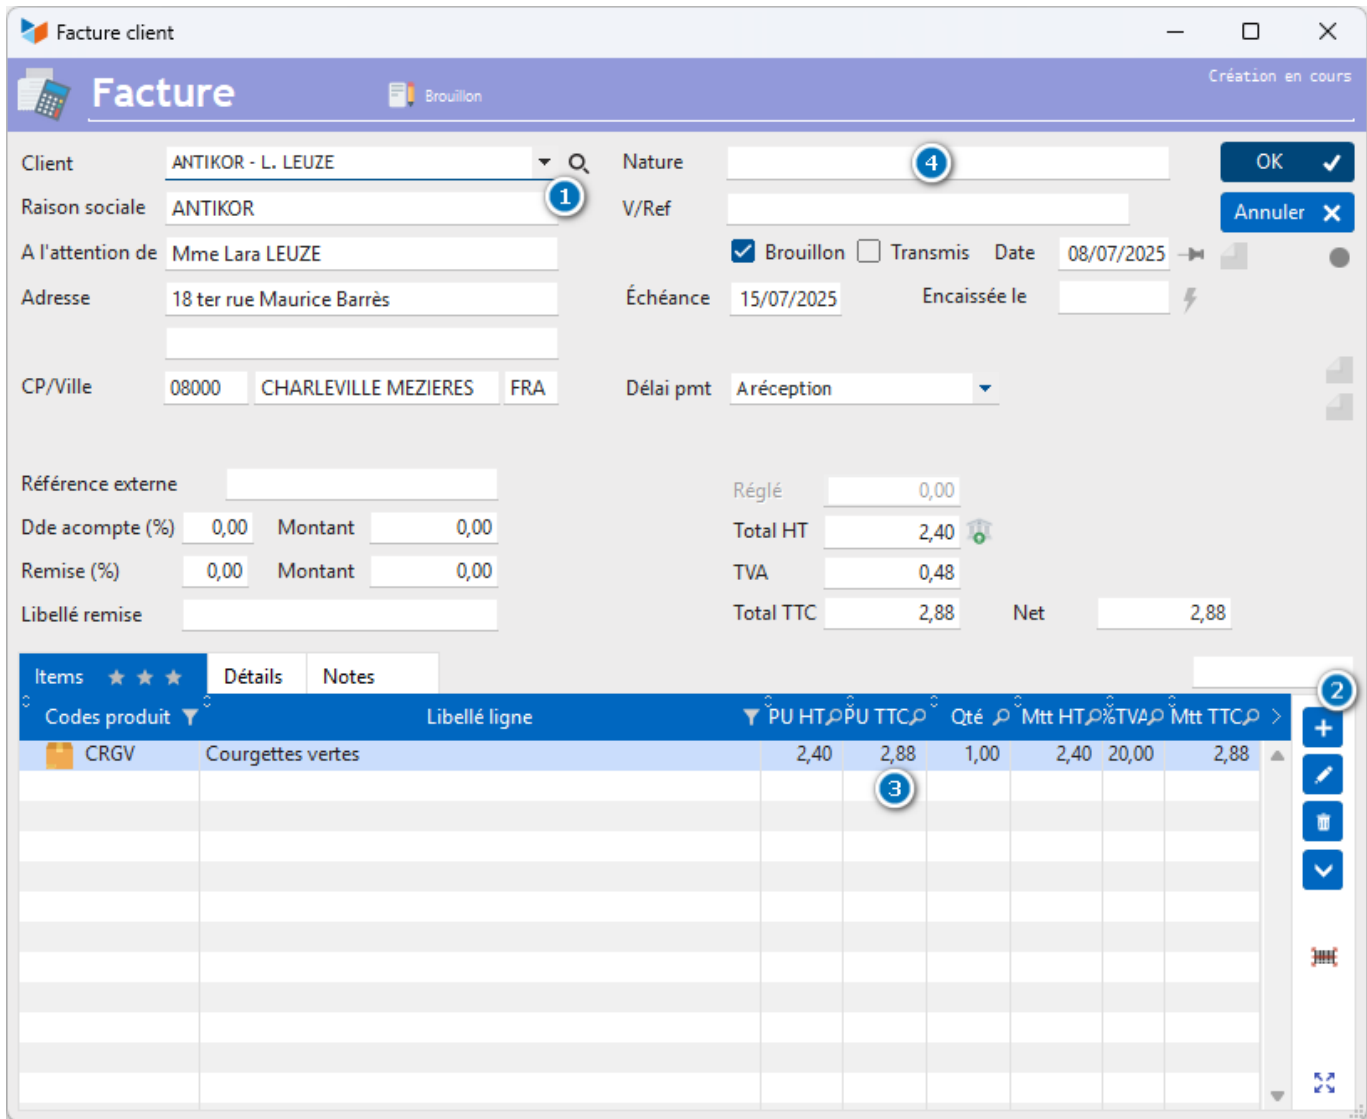 Facture client
Facture
Brouillon
Création en cours
Client ANTIKOR - L. LEUZE
Nature
4
OK
1
Raison sociale ANTIKOR
V/Ref
Annuler
A l'attention de Mme Lara LEUZE
Brouillon Transmis Date 08/07/2025
Adresse 18 ter rue Maurice Barrès
Échéance 15/07/2025 Encaissée le
CP/Ville 08000 CHARLEVILLE MEZIERES FRA
Délai pmt A réception
Référence externe
Réglé 0,00
Dde acompte (%) 0,00 Montant 0,00
Total HT 2,40
Remise (%) 0,00 Montant 0,00
TVA 0,48
Libellé remise
Total TTC 2,88 Net 2,88
Items Détails Notes
2
Codes produit Libellé ligne PU HT PU TTC Qté Mtt HT %TVA Mtt TTC
CRGV Courgettes vertes 2,40 2,88 1,00 2,40 20,00 2,88
3